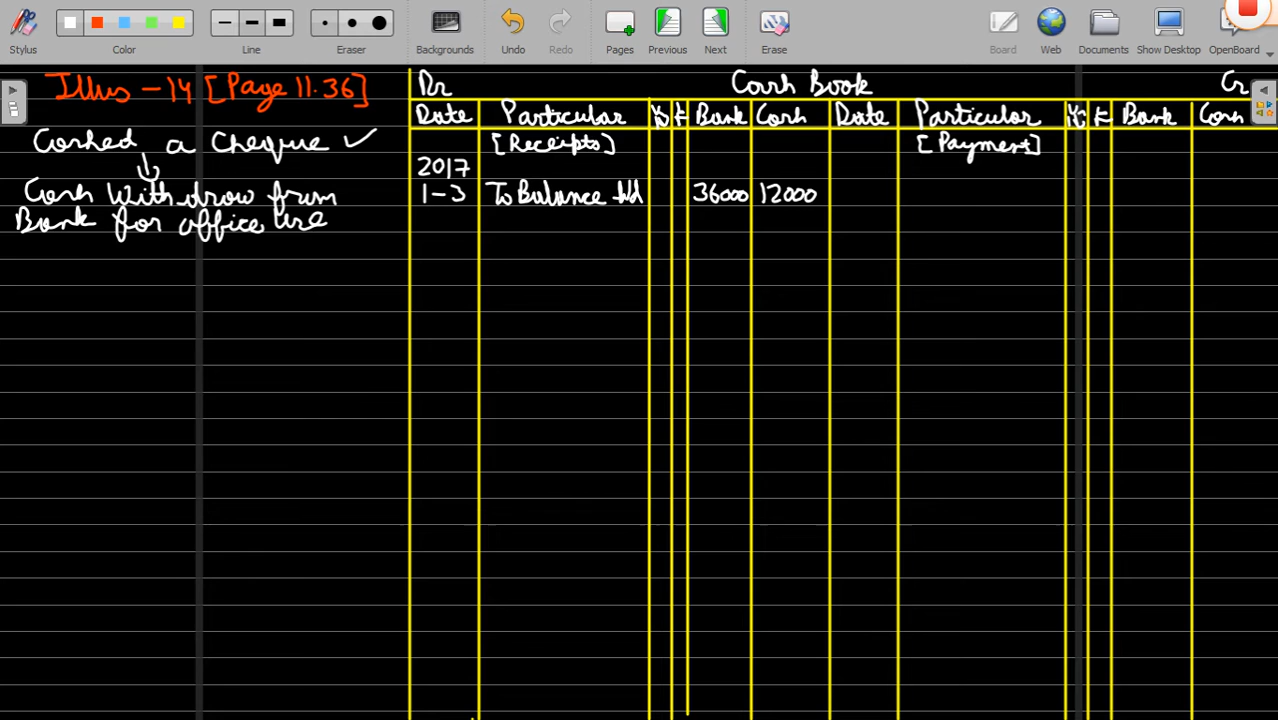 Stylus Color Line Eraser Backgrounds Undo Redo Pages Previous Next Erase Board Web Documents Show Desktop OpenBoard
Illus - 14 [Page 11.36]
Cashed a Cheque ✓
Cash Withdrow from
Bank for office use
Dr Cash Book Cr
Date Particular Bank Cash Date Particular Bank Cash
[Receipts] [Payment]
2017
1-3 To Balance b/d 36000 12000